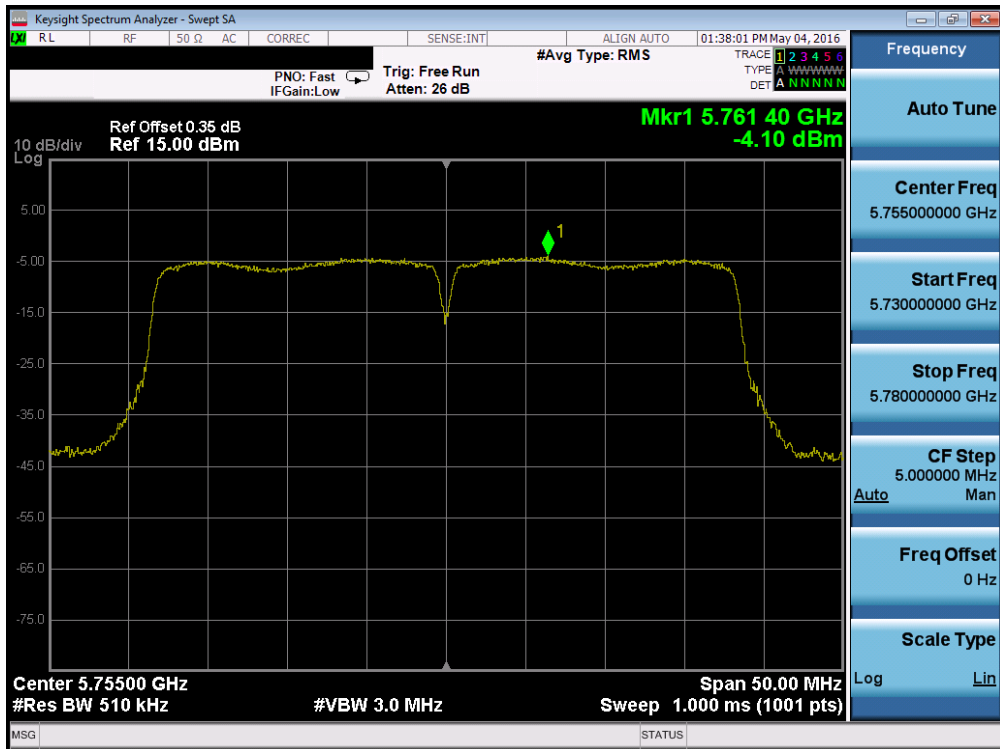 Keysight Spectrum Analyzer - Swept SA
LXI RL RF 50 Ω AC CORREC SENSE:INT ALIGN AUTO 01:38:01 PM May 04, 2016
#Avg Type: RMS
TRACE 1 2 3 4 5 6
PNO: Fast Trig: Free Run
TYPE A WWWWW
IFGain:Low Atten: 26 dB
DET A N N N N N
Frequency
Auto Tune
Ref Offset 0.35 dB
Mkr1 5.761 40 GHz
10 dB/div Ref 15.00 dBm
-4.10 dBm
Log
5.00
-5.00
-15.0
-25.0
-35.0
-45.0
-55.0
-65.0
-75.0
1
Center Freq
5.755000000 GHz
Start Freq
5.730000000 GHz
Stop Freq
5.780000000 GHz
CF Step
5.000000 MHz
Auto Man
Freq Offset
0 Hz
Scale Type
Log Lin
Center 5.75500 GHz Span 50.00 MHz
#Res BW 510 kHz #VBW 3.0 MHz Sweep 1.000 ms (1001 pts)
MSG STATUS